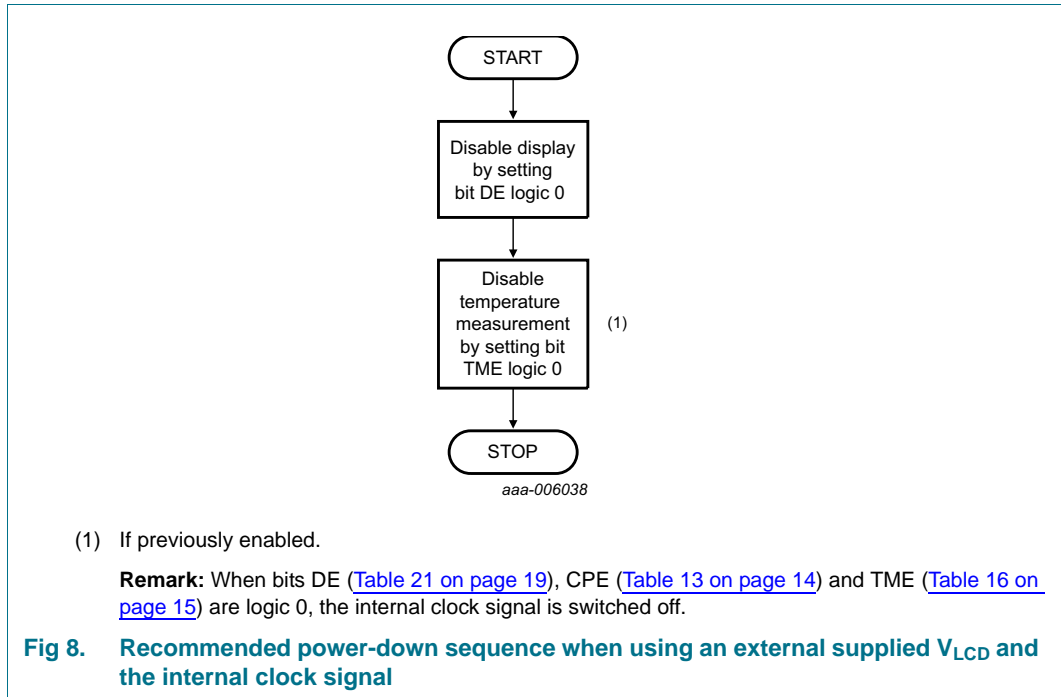 START
Disable display
by setting
bit DE logic 0
Disable
temperature
measurement
by setting bit
TME logic 0
(1)
STOP
aaa-006038
(1) If previously enabled.
Remark: When bits DE (Table 21 on page 19), CPE (Table 13 on page 14) and TME (Table 16 on
page 15) are logic 0, the internal clock signal is switched off.
Fig 8. Recommended power-down sequence when using an external supplied VLCD and
the internal clock signal